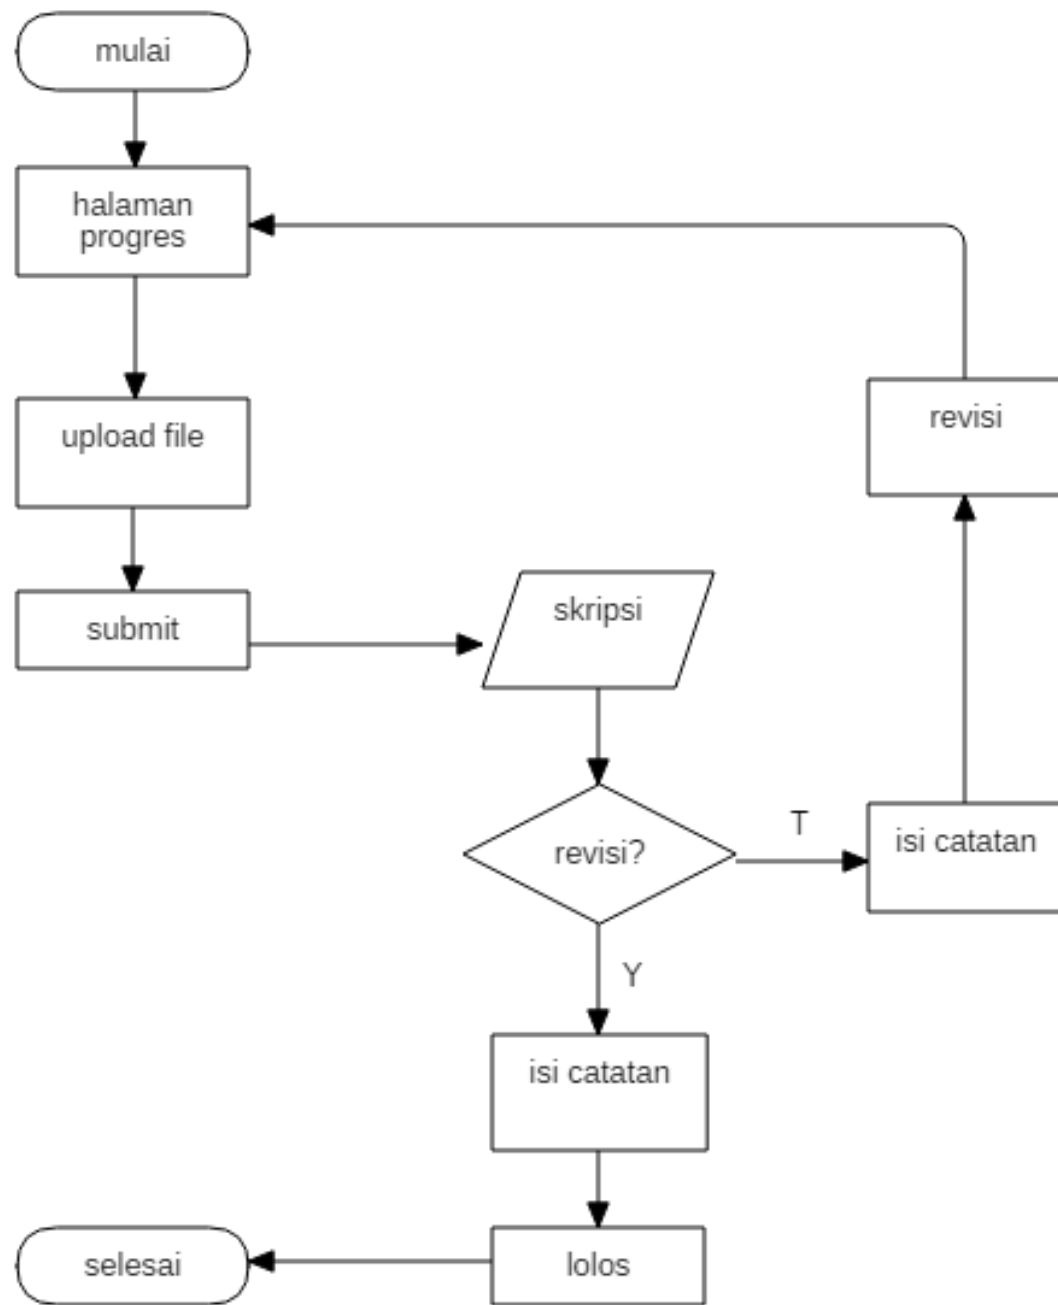 mulai
halaman
progres
upload file
submit
skripsi
revisi?
T
isi catatan
revisi
Y
isi catatan
lolos
selesai